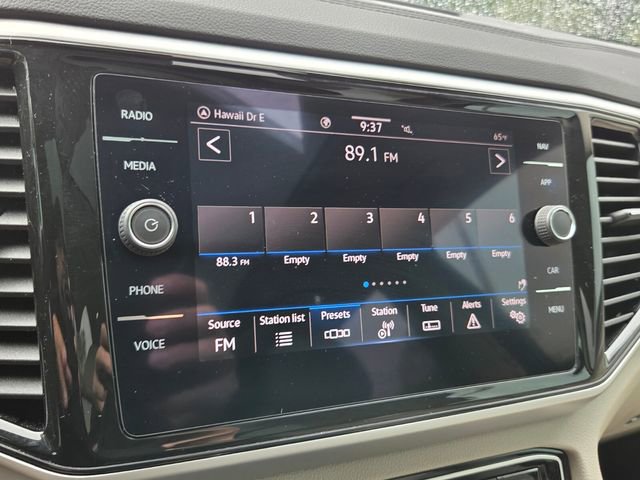 RADIO
MEDIA
PHONE
VOICE
Hawaii Dr E
9:37
65°F
89.1 FM
1 2 3 4 5 6
88.3 FM Empty Empty Empty Empty Empty
Source Station list Presets Station Tune Alerts Settings
FM
NAV
APP
CAR
MENU